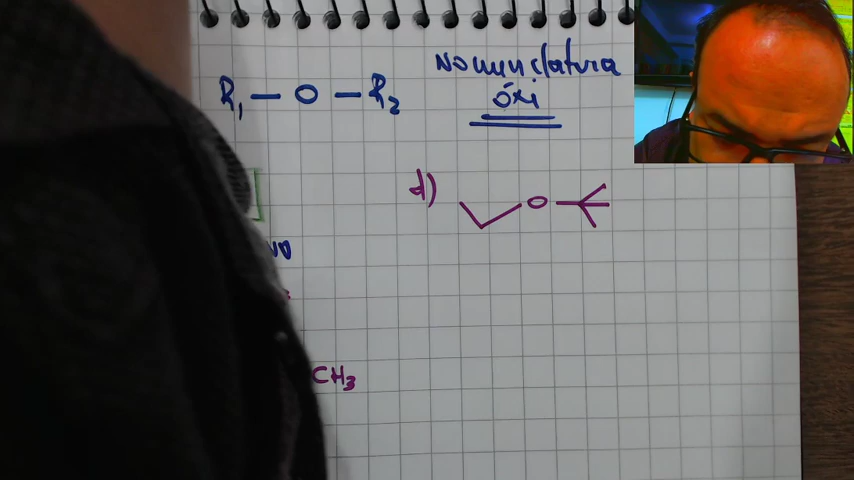 Nomenclatura
óxi
R₁ — O — R₂
d)
O
CH₃